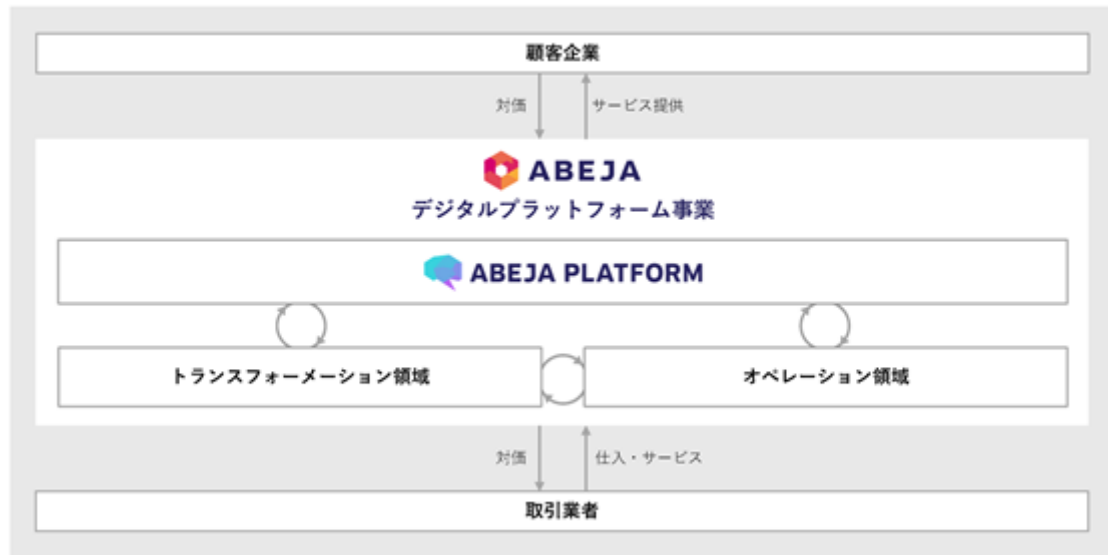 顧客企業
対価
サービス提供
ABEJA
デジタルプラットフォーム事業
ABEJA PLATFORM
トランスフォーメーション領域
オペレーション領域
対価
仕入・サービス
取引業者